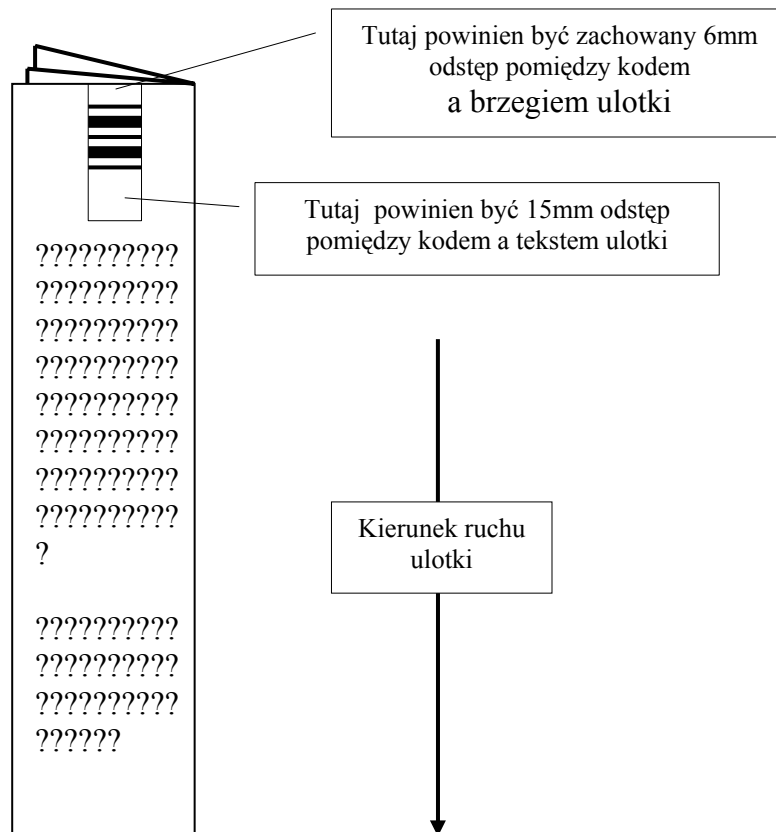 Tutaj powinien być zachowany 6mm
odstęp pomiędzy kodem
a brzegiem ulotki
Tutaj powinien być 15mm odstęp
pomiędzy kodem a tekstem ulotki
??????????
??????????
??????????
??????????
??????????
??????????
??????????
??????????
?
??????????
??????????
??????????
??????
Kierunek ruchu
ulotki